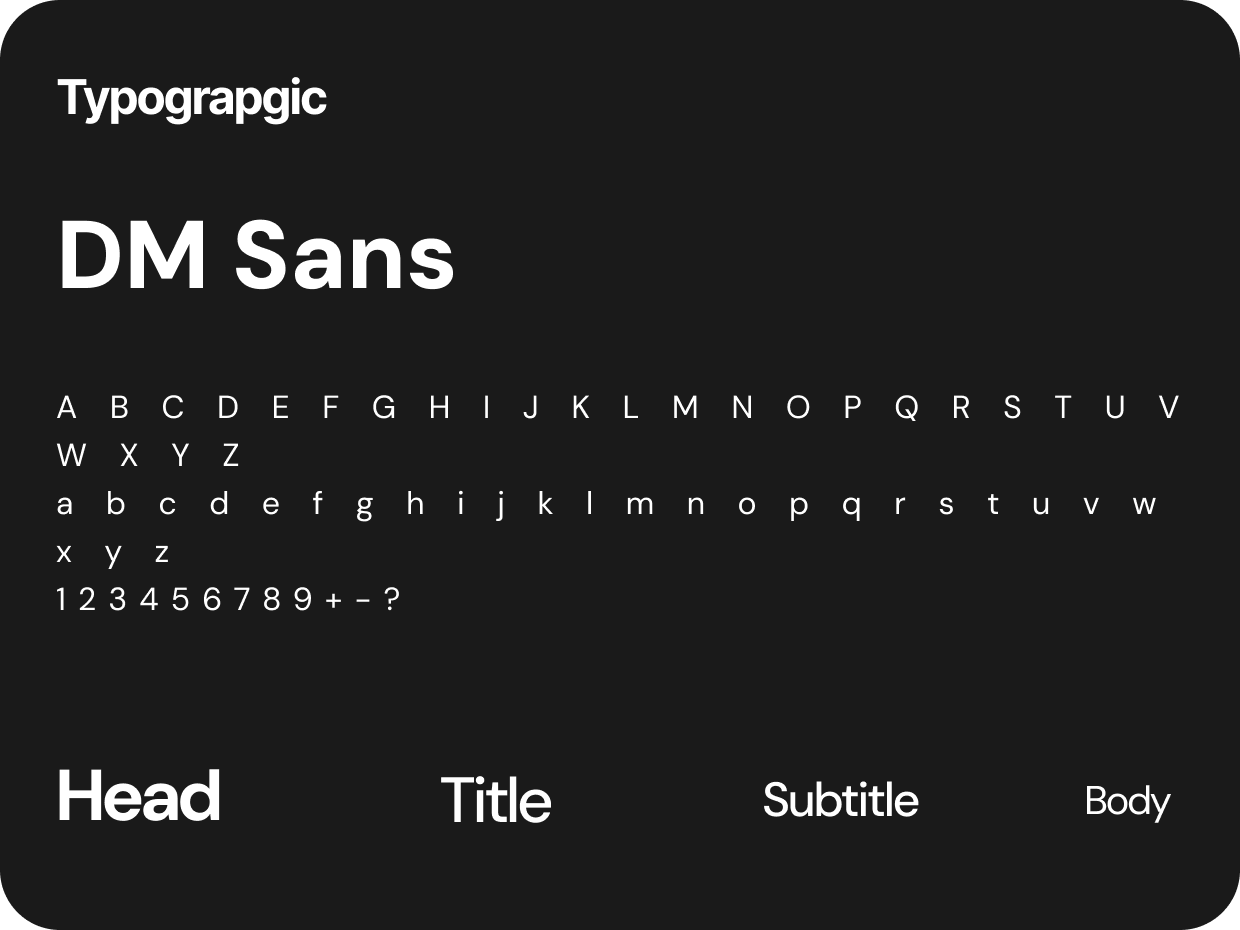 Typograpgic
DM Sans
A B C D E F G H I J K L M N O P Q R S T U V
W X Y Z
a b c d e f g h i j k l m n o p q r s t u v w
x y z
1 2 3 4 5 6 7 8 9 + - ?
Head Title Subtitle Body